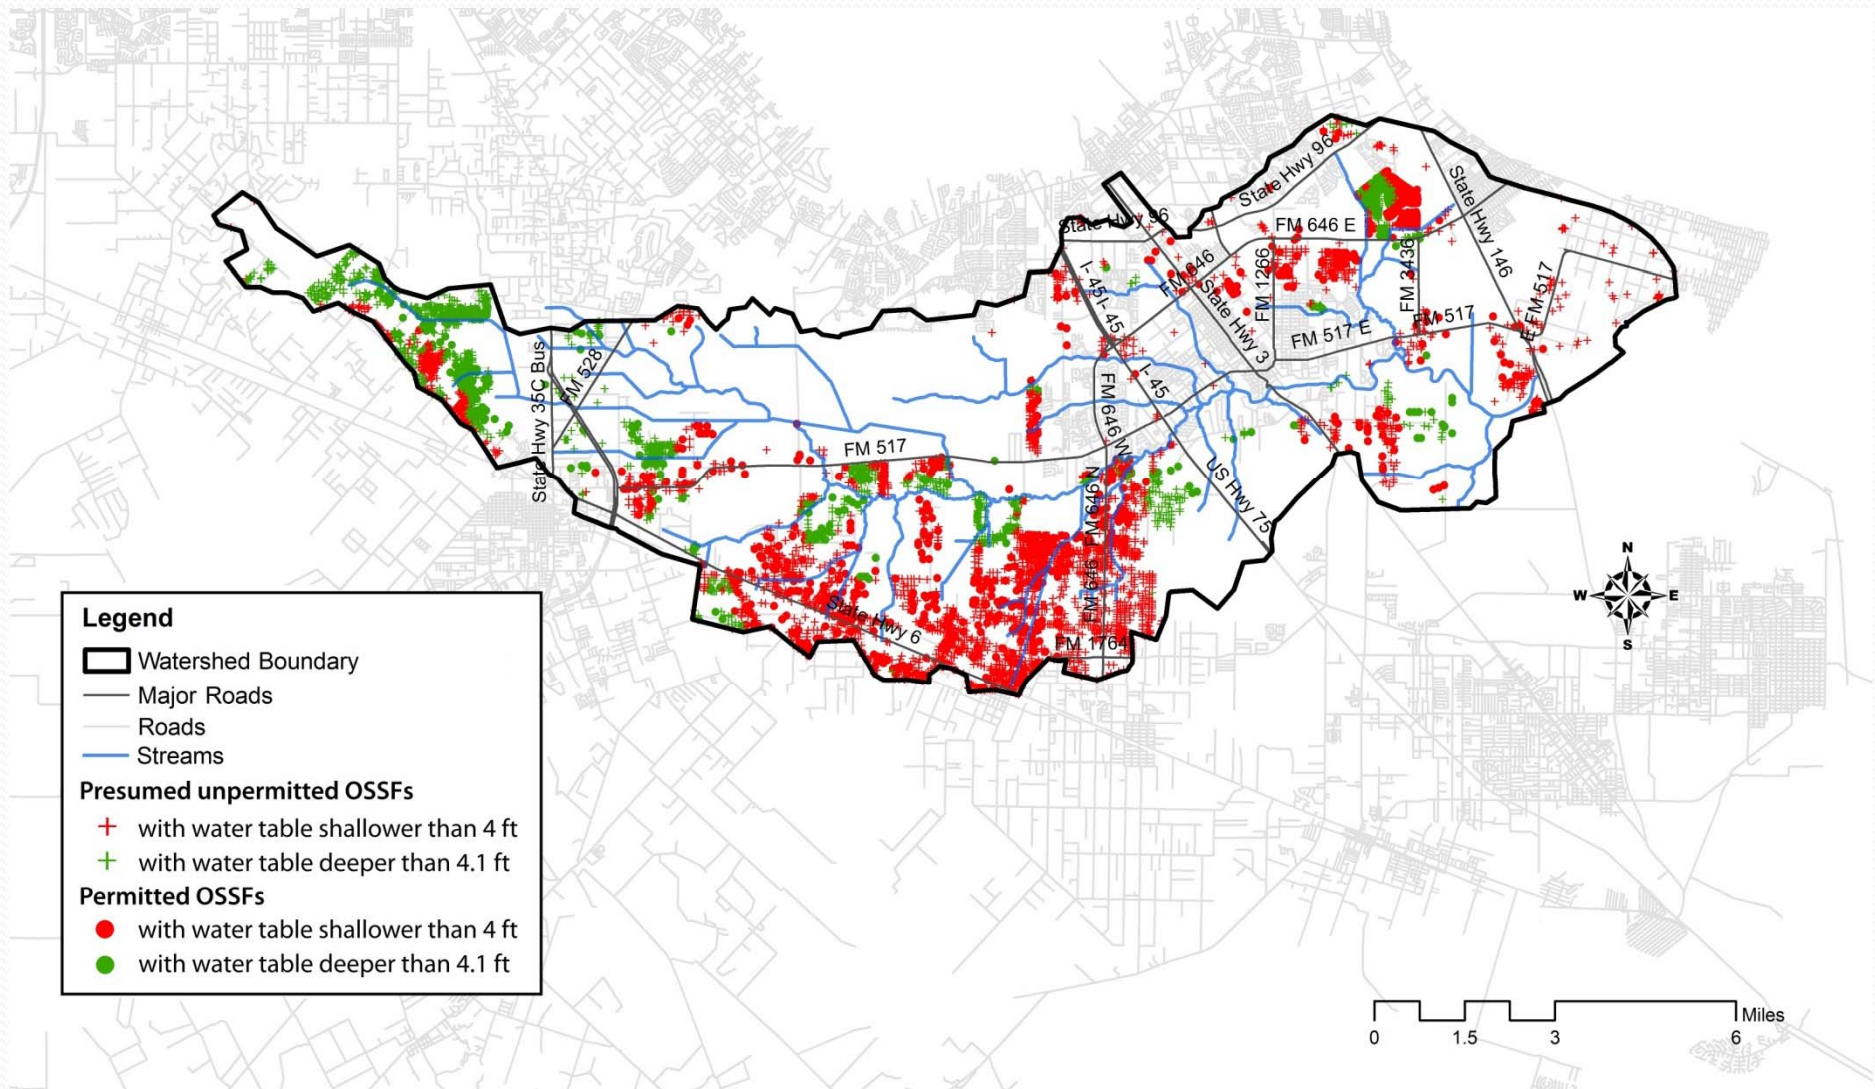 State Hwy 96
State Hwy 146
State Hwy 96
FM 646 E
I-45
I-45
FM 646
State Hwy 3
FM 1266
FM 3436
FM 517
E FM 517
FM 517 E
State Hwy 35C Bus
FM 528
I-45
FM 646 W
FM 517
US Hwy 75
FM 646 N
FM 646
State Hwy 6
FM 1764
N
W
E
S
Legend
Watershed Boundary
Major Roads
Roads
Streams
Presumed unpermitted OSSFs
with water table shallower than 4 ft
with water table deeper than 4.1 ft
Permitted OSSFs
with water table shallower than 4 ft
with water table deeper than 4.1 ft
Miles
0 1.5 3 6